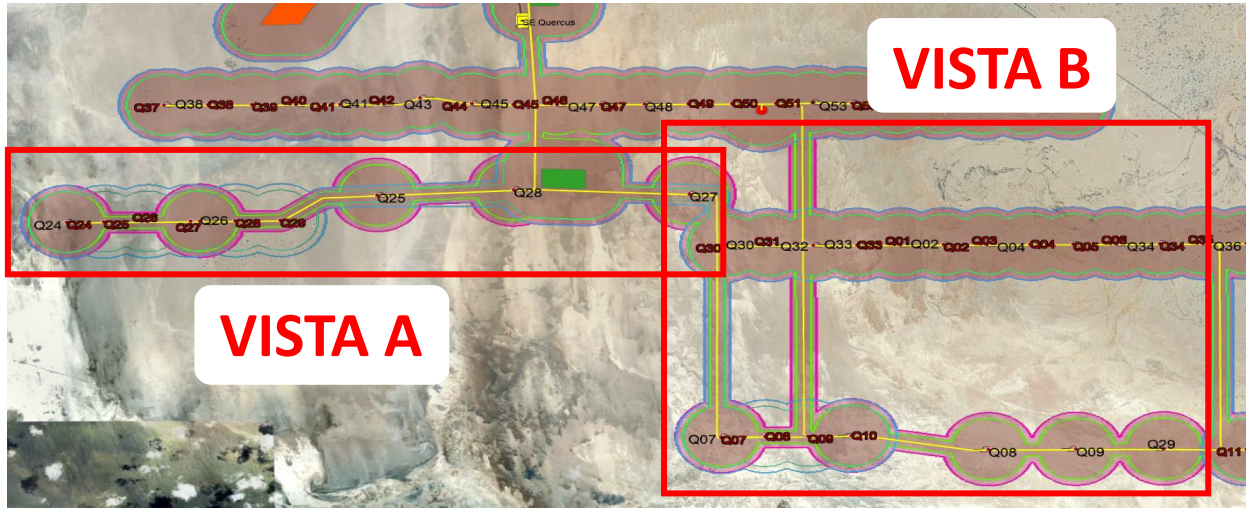 SE Quercus
VISTA B
Q37 Q38 Q38 Q39 Q40 Q41 Q41 Q42 Q43 Q44 Q45 Q45 Q46 Q47 Q47 Q48 Q49 Q50 Q51 Q53
Q24 Q24 Q25 Q26 Q27 Q26 Q28 Q29 Q25 Q28 Q27
Q30 Q30 Q31 Q32 Q33 Q33 Q01 Q02 Q02 Q03 Q04 Q04 Q05 Q06 Q34 Q34 Q36
VISTA A
Q07 Q07 Q08 Q09 Q10 Q08 Q09 Q29 Q11